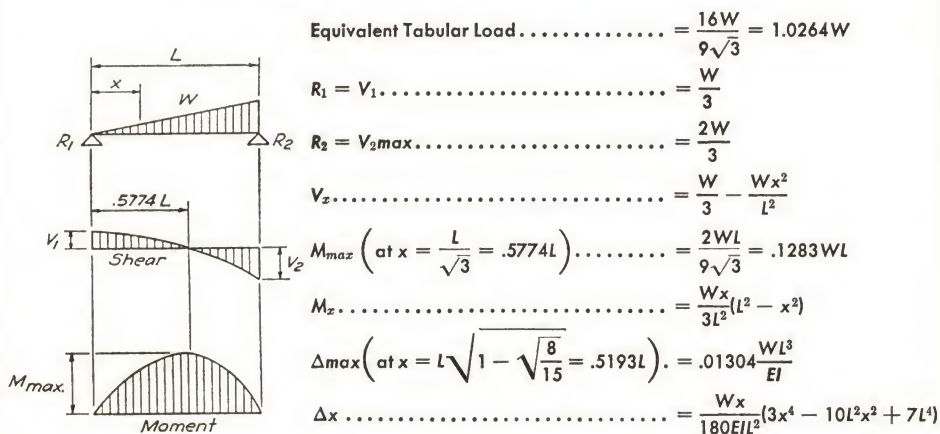 Equivalent Tabular Load.............. = 16W/9√3 = 1.0264W
L
x
W
R₁
R₂
R₁ = V₁............................ = W/3
R₂ = V₂max........................ = 2W/3
Vₓ................................ = W/3 − Wx²/L²
.5774 L
V₁
Shear
V₂
Mmax (at x = L/√3 = .5774L)......... = 2WL/9√3 = .1283WL
Mₓ................................ = Wx/3L² (L² − x²)
Δmax(at x = L√(1 − √(8/15)) = .5193L). = .01304 WL³/EI
Mmax.
Moment
Δx ............................... = Wx/180EIL² (3x⁴ − 10L²x² + 7L⁴)